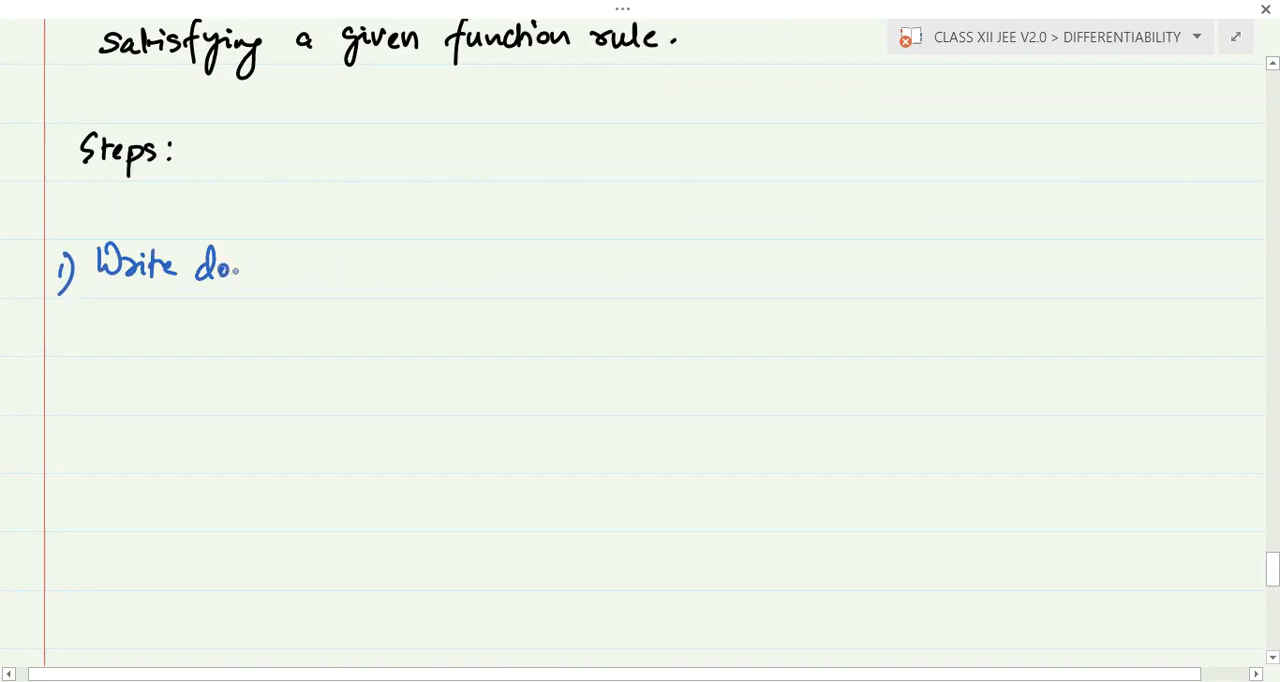 satisfying a given function rule.
CLASS XII JEE V2.0 > DIFFERENTIABILITY
Steps:
1) Write do